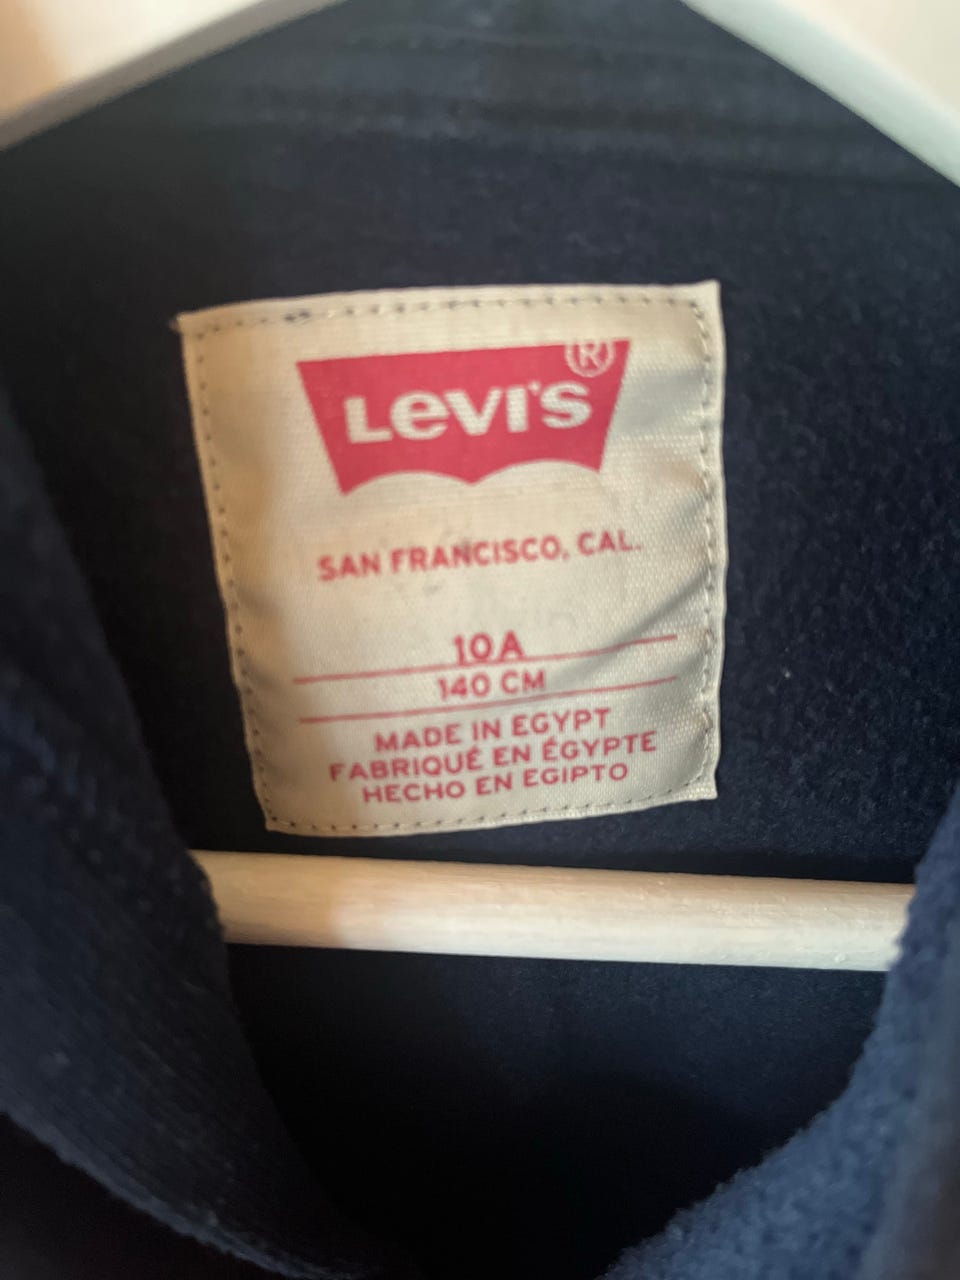 LEVI'S ®
SAN FRANCISCO, CAL.
10A
140 CM
MADE IN EGYPT
FABRIQUÉ EN ÉGYPTE
HECHO EN EGIPTO